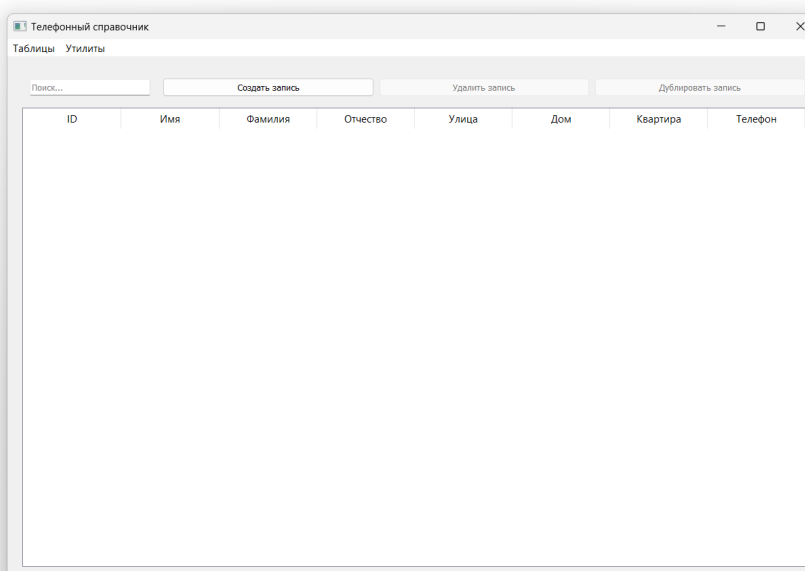 Телефонный справочник
Таблицы Утилиты
Поиск... Создать запись Удалить запись Дублировать запись
ID Имя Фамилия Отчество Улица Дом Квартира Телефон